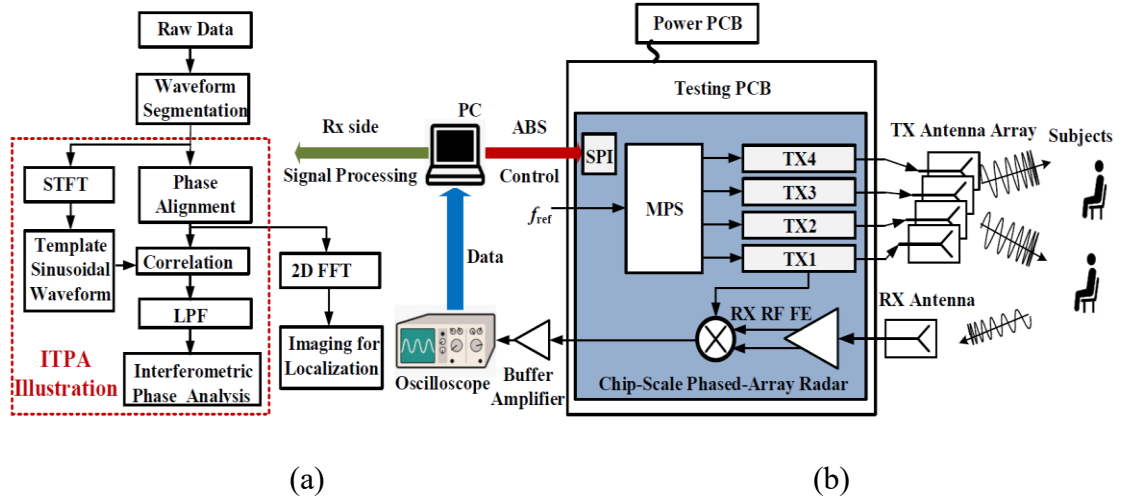 Raw Data
Waveform
Segmentation
STFT
Phase
Alignment
Template
Sinusoidal
Waveform
Correlation
LPF
ITPA
Illustration
Interferometric
Phase Analysis
2D FFT
Imaging for
Localization
Rx side
Signal Processing
PC
ABS
Control
Data
Oscilloscope
Buffer
Amplifier
Power PCB
Testing PCB
SPI
fref
MPS
TX4
TX3
TX2
TX1
RX RF FE
Chip-Scale Phased-Array Radar
TX Antenna Array
Subjects
RX Antenna
(a)
(b)